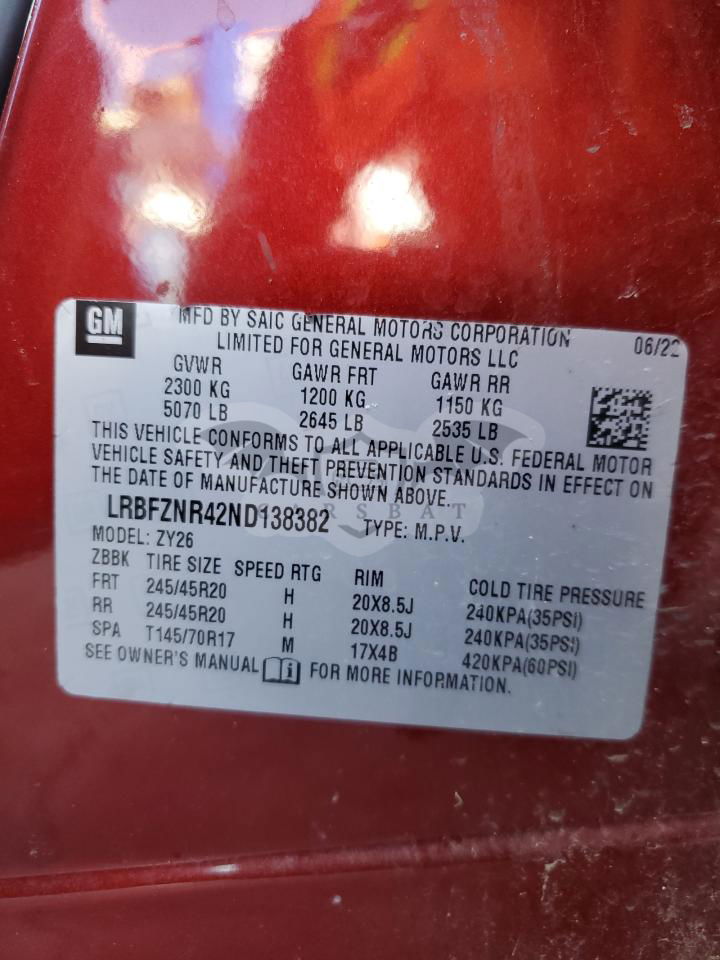 GM
MFD BY SAIC GENERAL MOTORS CORPORATION
LIMITED FOR GENERAL MOTORS LLC
06/22
GVWR GAWR FRT GAWR RR
2300 KG 1200 KG 1150 KG
5070 LB 2645 LB 2535 LB
THIS VEHICLE CONFORMS TO ALL APPLICABLE U.S. FEDERAL MOTOR
VEHICLE SAFETY AND THEFT PREVENTION STANDARDS IN EFFECT ON
THE DATE OF MANUFACTURE SHOWN ABOVE.
CARSBAT
LRBFZNR42ND138382 TYPE: M.P.V.
MODEL: ZY26
ZBBK TIRE SIZE SPEED RTG RIM COLD TIRE PRESSURE
FRT 245/45R20 H 20X8.5J 240KPA(35PSI)
RR 245/45R20 H 20X8.5J 240KPA(35PSI)
SPA T145/70R17 M 17X4B 420KPA(60PSI)
SEE OWNER'S MANUAL FOR MORE INFORMATION.